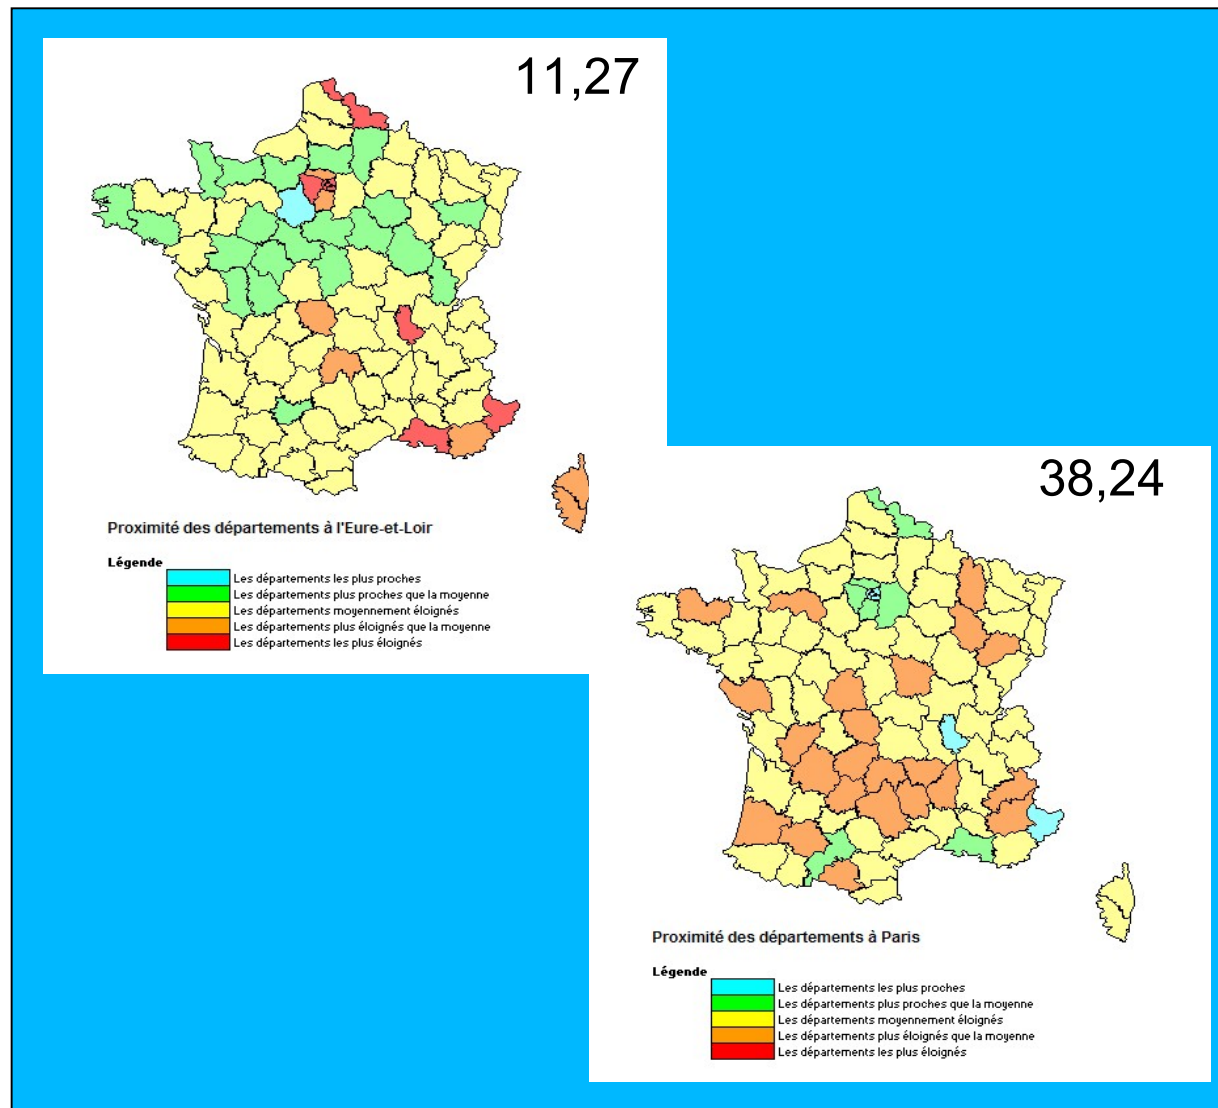 11,27
Proximité des départements à l'Eure-et-Loir
Légende
Les départements les plus proches
Les départements plus proches que la moyenne
Les départements moyennement éloignés
Les départements plus éloignés que la moyenne
Les départements les plus éloignés
38,24
Proximité des départements à Paris
Légende
Les départements les plus proches
Les départements plus proches que la moyenne
Les départements moyennement éloignés
Les départements plus éloignés que la moyenne
Les départements les plus éloignés